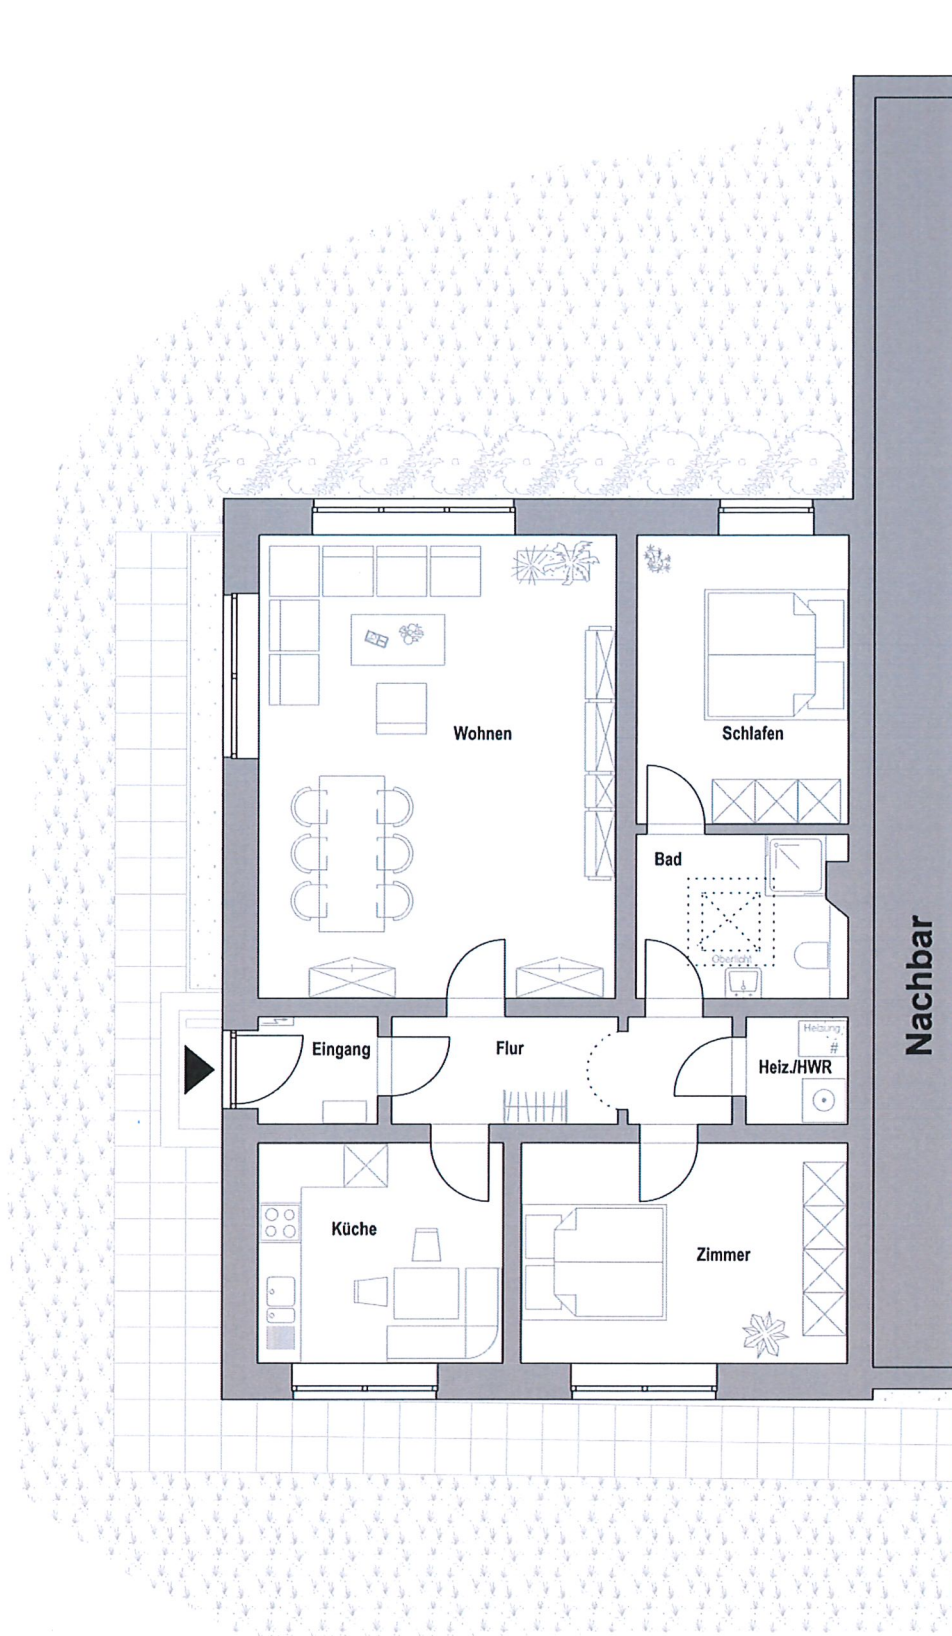 Wohnen
Schlafen
Bad
Oberlicht
Nachbar
Eingang
Flur
Heizung
#
Heiz./HWR
Küche
Zimmer